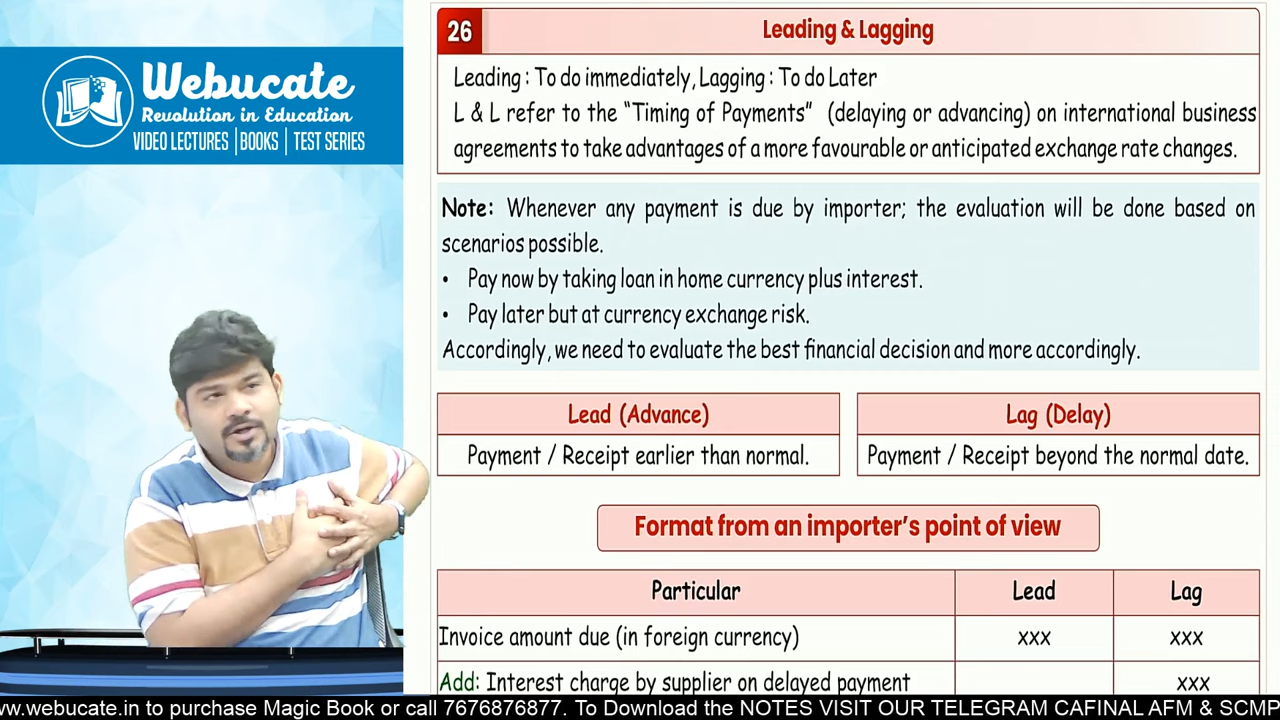 Webucate
Revolution in Education
VIDEO LECTURES | BOOKS | TEST SERIES
26
Leading & Lagging
Leading : To do immediately, Lagging : To do Later
L & L refer to the “Timing of Payments” (delaying or advancing) on international business
agreements to take advantages of a more favourable or anticipated exchange rate changes.
Note: Whenever any payment is due by importer; the evaluation will be done based on
scenarios possible.
• Pay now by taking loan in home currency plus interest.
• Pay later but at currency exchange risk.
Accordingly, we need to evaluate the best financial decision and more accordingly.
Lead (Advance)
Payment / Receipt earlier than normal.
Lag (Delay)
Payment / Receipt beyond the normal date.
Format from an importer’s point of view
Particular Lead Lag
Invoice amount due (in foreign currency) xxx xxx
Add: Interest charge by supplier on delayed payment xxx
ww.webucate.in to purchase Magic Book or call 7676876877. To Download the NOTES VISIT OUR TELEGRAM CAFINAL AFM & SCMP